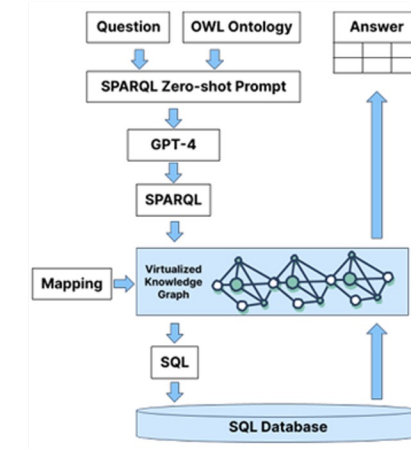 Question
OWL Ontology
Answer
SPARQL Zero-shot Prompt
GPT-4
SPARQL
Mapping
Virtualized
Knowledge
Graph
SQL
SQL Database